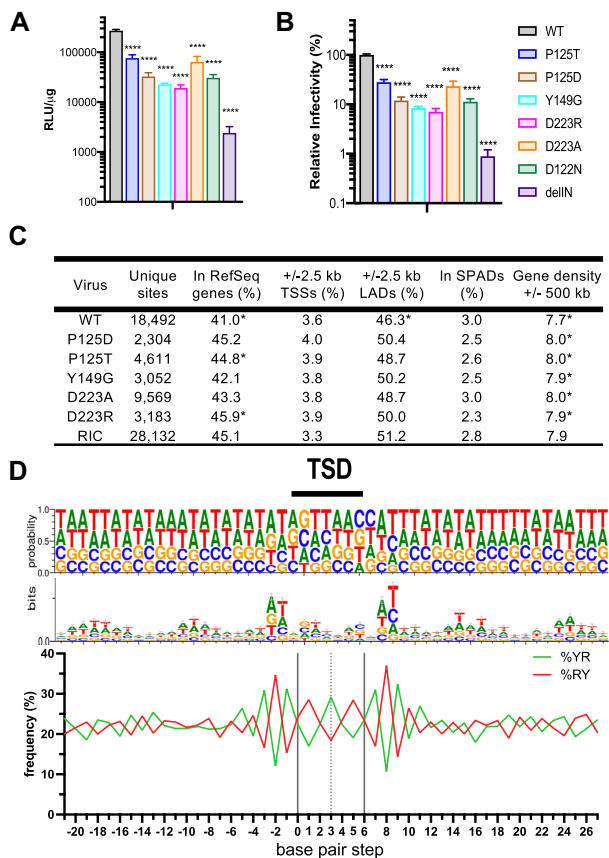 A
B
RLU/µg
100000
10000
1000
100
****
****
****
****
****
****
****
Relative Infectivity (%)
100
10
1
0.1
****
****
****
****
****
****
****
WT
P125T
P125D
Y149G
D223R
D223A
D122N
delIN
C
Virus Unique sites In RefSeq genes (%) +/-2.5 kb TSSs (%) +/-2.5 kb LADs (%) In SPADs (%) Gene density +/- 500 kb
WT 18,492 41.0* 3.6 46.3* 3.0 7.7*
P125D 2,304 45.2 4.0 50.4 2.5 8.0*
P125T 4,611 44.8* 3.9 48.7 2.6 8.0*
Y149G 3,052 42.1 3.8 50.2 2.5 7.9*
D223A 9,569 43.3 3.8 48.7 3.0 8.0*
D223R 3,183 45.9* 3.9 50.0 2.3 7.9*
RIC 28,132 45.1 3.3 51.2 2.8 7.9
D
TSD
probability
1.0
0.5
0.0
bits
0.0
%YR
%RY
frequency (%)
40
30
20
10
0
-20 -18 -16 -14 -12 -10 -8 -6 -4 -2 0 1 2 3 4 5 6 8 10 12 14 16 18 20 22 24 26
base pair step